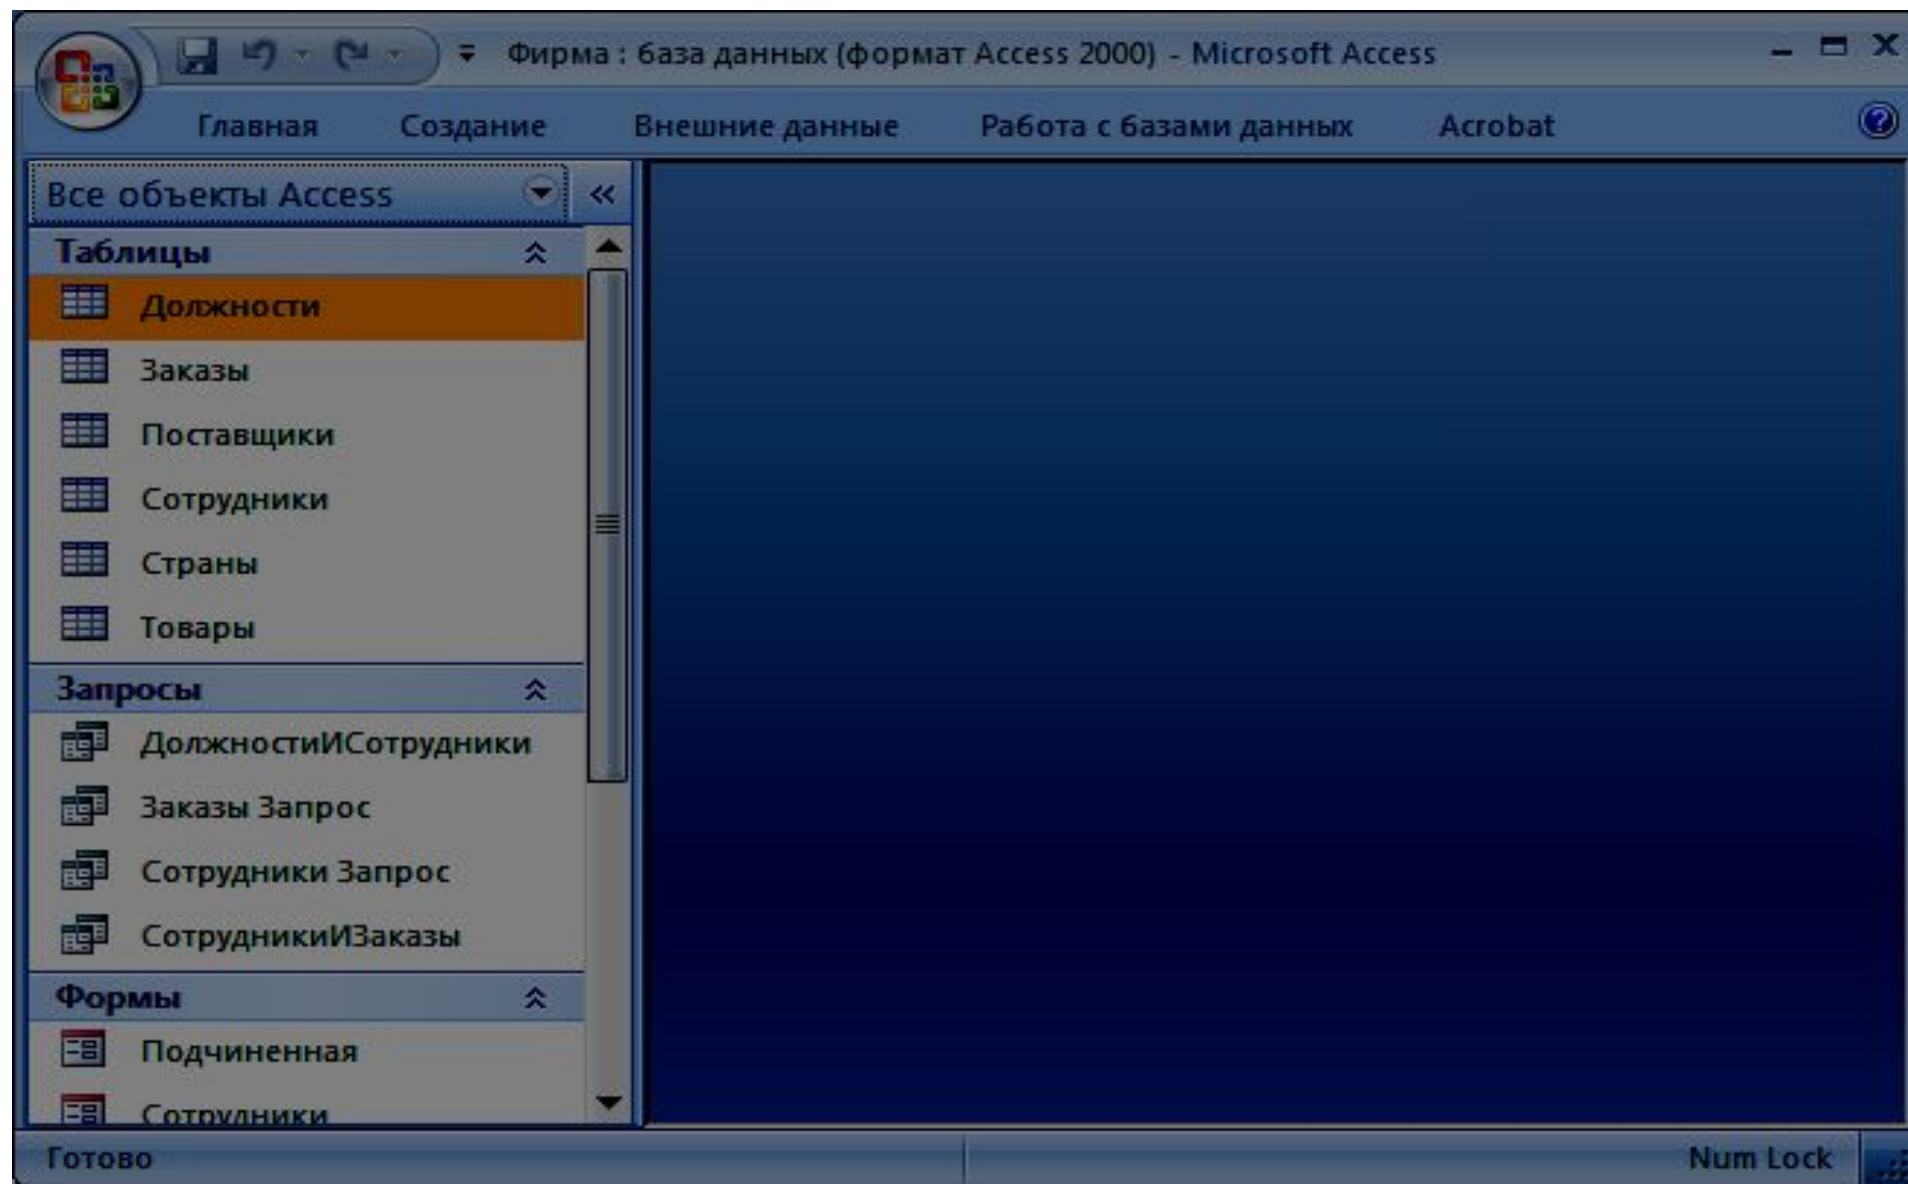 Фирма : база данных (формат Access 2000) - Microsoft Access
Главная Создание Внешние данные Работа с базами данных Acrobat
Все объекты Access
Таблицы
Должности
Заказы
Поставщики
Сотрудники
Страны
Товары
Запросы
ДолжностиИСотрудники
Заказы Запрос
Сотрудники Запрос
СотрудникиИЗаказы
Формы
Подчиненная
Сотрудники
Готово Num Lock